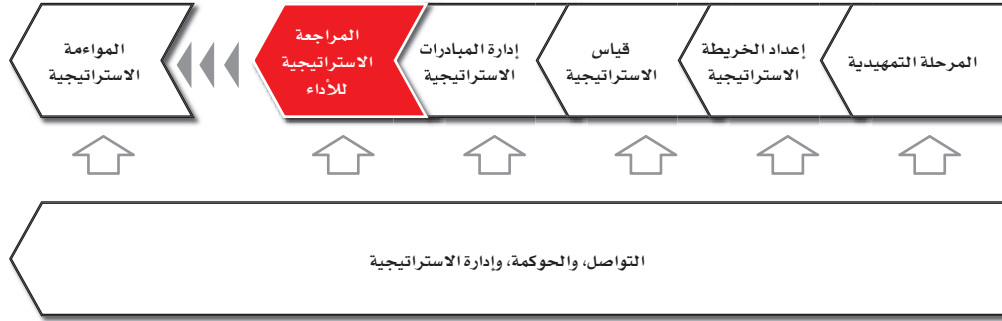 المرحلة التمهيدية
إعداد الخريطة
الاستراتيجية
قياس
الاستراتيجية
إدارة المبادرات
الاستراتيجية
المراجعة
الاستراتيجية
للأداء
المواءمة
الاستراتيجية
التواصل، والحوكمة، وإدارة الاستراتيجية